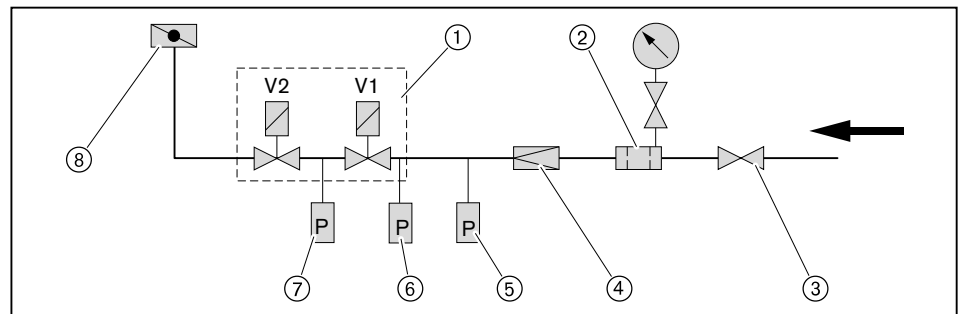 ① ②
V2 V1
⑧
P P P
⑦ ⑥ ⑤ ④ ③